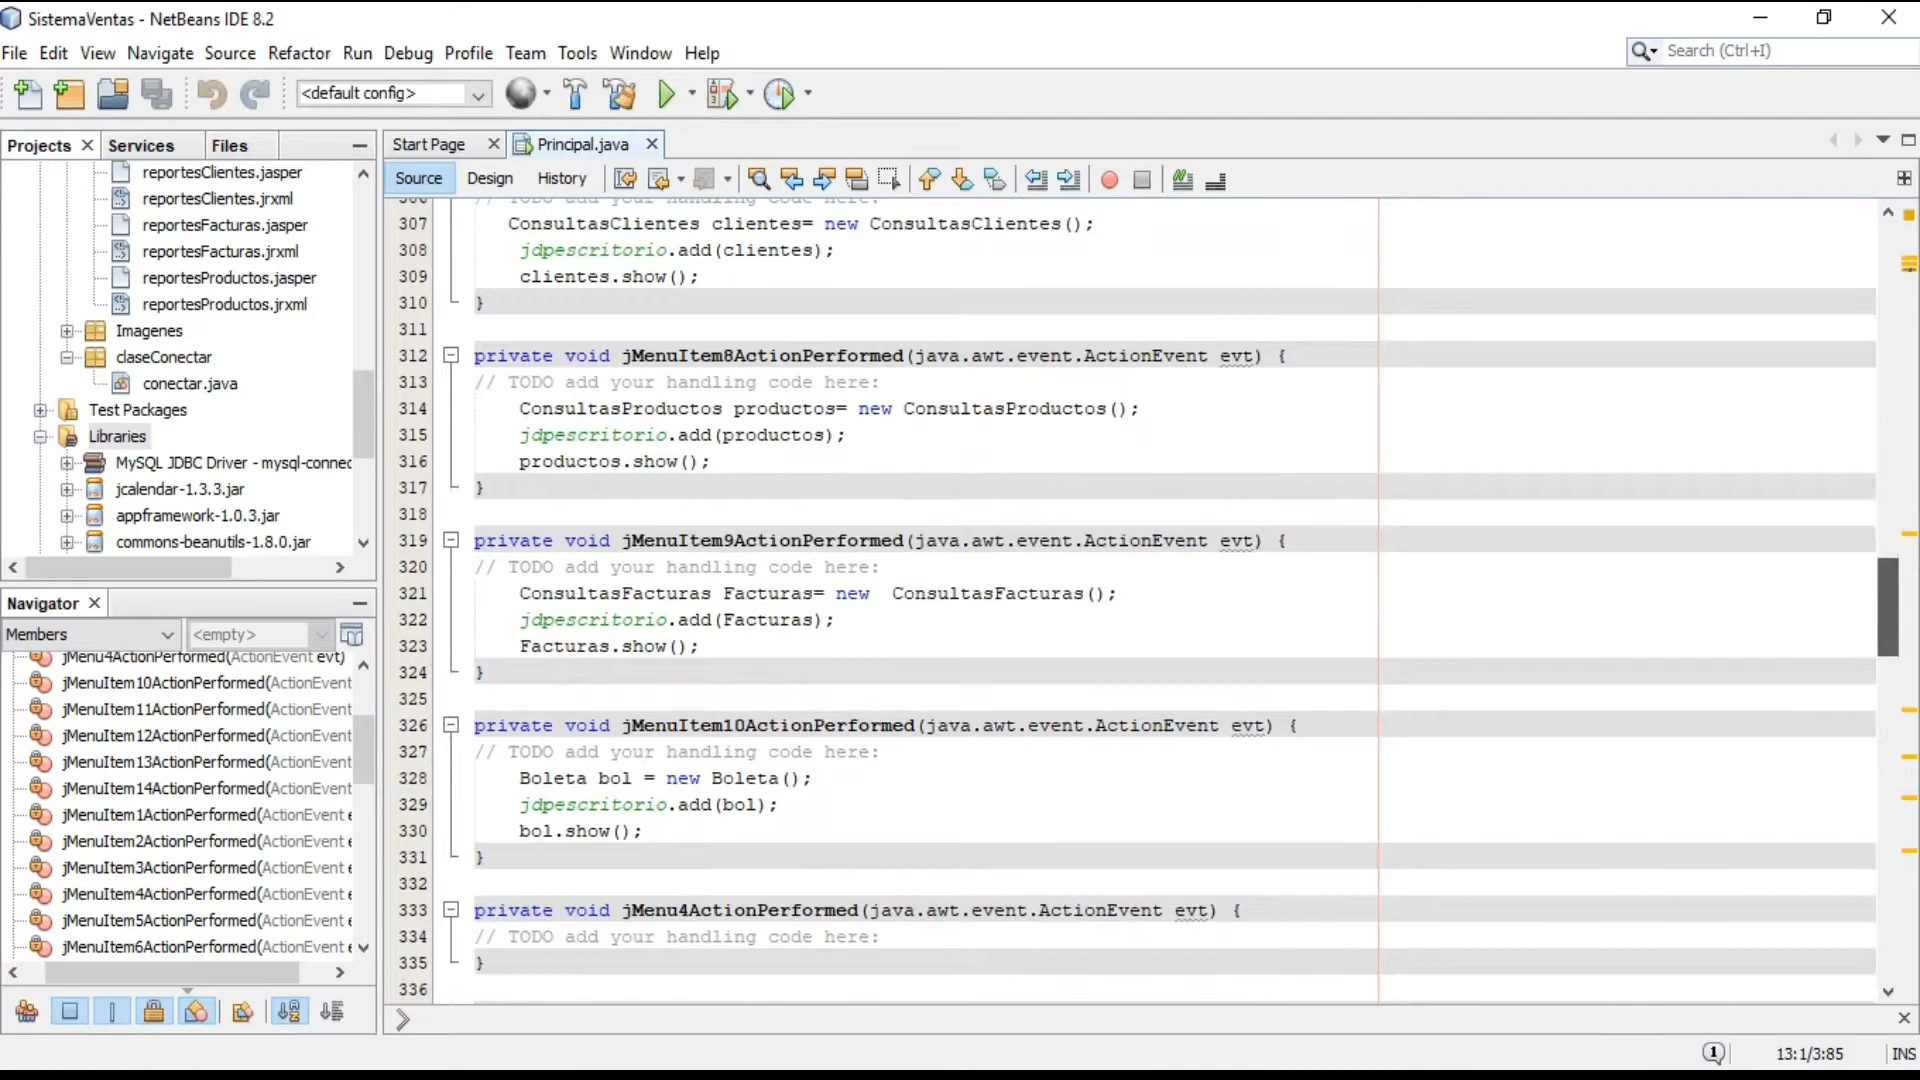 SistemaVentas - NetBeans IDE 8.2
File Edit View Navigate Source Refactor Run Debug Profile Team Tools Window Help
Search (Ctrl+I)
<default config>
Projects Services Files
Start Page Principal.java
Source Design History
reportesClientes.jasper
reportesClientes.jrxml
reportesFacturas.jasper
reportesFacturas.jrxml
reportesProductos.jasper
reportesProductos.jrxml
Imagenes
claseConectar
conectar.java
Test Packages
Libraries
MySQL JDBC Driver - mysql-connec
jcalendar-1.3.3.jar
appframework-1.0.3.jar
commons-beanutils-1.8.0.jar
Navigator
Members <empty>
jMenu4ActionPerformed(ActionEvent evt)
jMenuItem10ActionPerformed(ActionEvent
jMenuItem11ActionPerformed(ActionEvent
jMenuItem12ActionPerformed(ActionEvent
jMenuItem13ActionPerformed(ActionEvent
jMenuItem14ActionPerformed(ActionEvent
jMenuItem1ActionPerformed(ActionEvent e
jMenuItem2ActionPerformed(ActionEvent e
jMenuItem3ActionPerformed(ActionEvent e
jMenuItem4ActionPerformed(ActionEvent e
jMenuItem5ActionPerformed(ActionEvent e
jMenuItem6ActionPerformed(ActionEvent e
306 // TODO add your handling code here:
307 ConsultasClientes clientes= new ConsultasClientes();
308 jdpescritorio.add(clientes);
309 clientes.show();
310 }
311
312 private void jMenuItem8ActionPerformed(java.awt.event.ActionEvent evt) {
313 // TODO add your handling code here:
314 ConsultasProductos productos= new ConsultasProductos();
315 jdpescritorio.add(productos);
316 productos.show();
317 }
318
319 private void jMenuItem9ActionPerformed(java.awt.event.ActionEvent evt) {
320 // TODO add your handling code here:
321 ConsultasFacturas Facturas= new  ConsultasFacturas();
322 jdpescritorio.add(Facturas);
323 Facturas.show();
324 }
325
326 private void jMenuItem10ActionPerformed(java.awt.event.ActionEvent evt) {
327 // TODO add your handling code here:
328 Boleta bol = new Boleta();
329 jdpescritorio.add(bol);
330 bol.show();
331 }
332
333 private void jMenu4ActionPerformed(java.awt.event.ActionEvent evt) {
334 // TODO add your handling code here:
335 }
336
1 13:1/3:85 INS